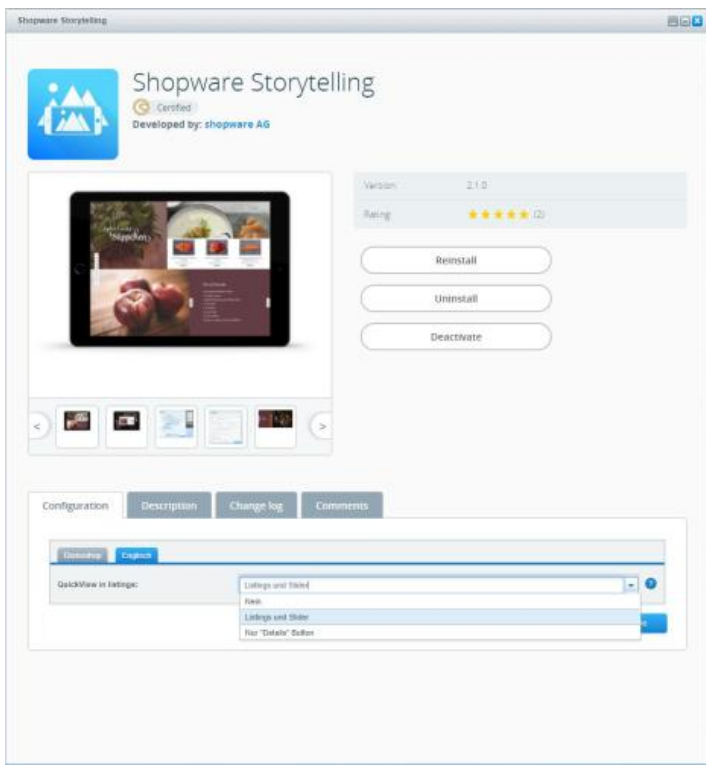 Shopware Storytelling
Shopware Storytelling
Certified
Developed by: shopware AG
Version: 2.1.0
Rating: (2)
Reinstall
Uninstall
Deactivate
< >
Configuration Description Change log Comments
Demoshop Englisch
QuickView in listings: Listings und Slider ?
Nein
Listings und Slider
Nur "Details" Button